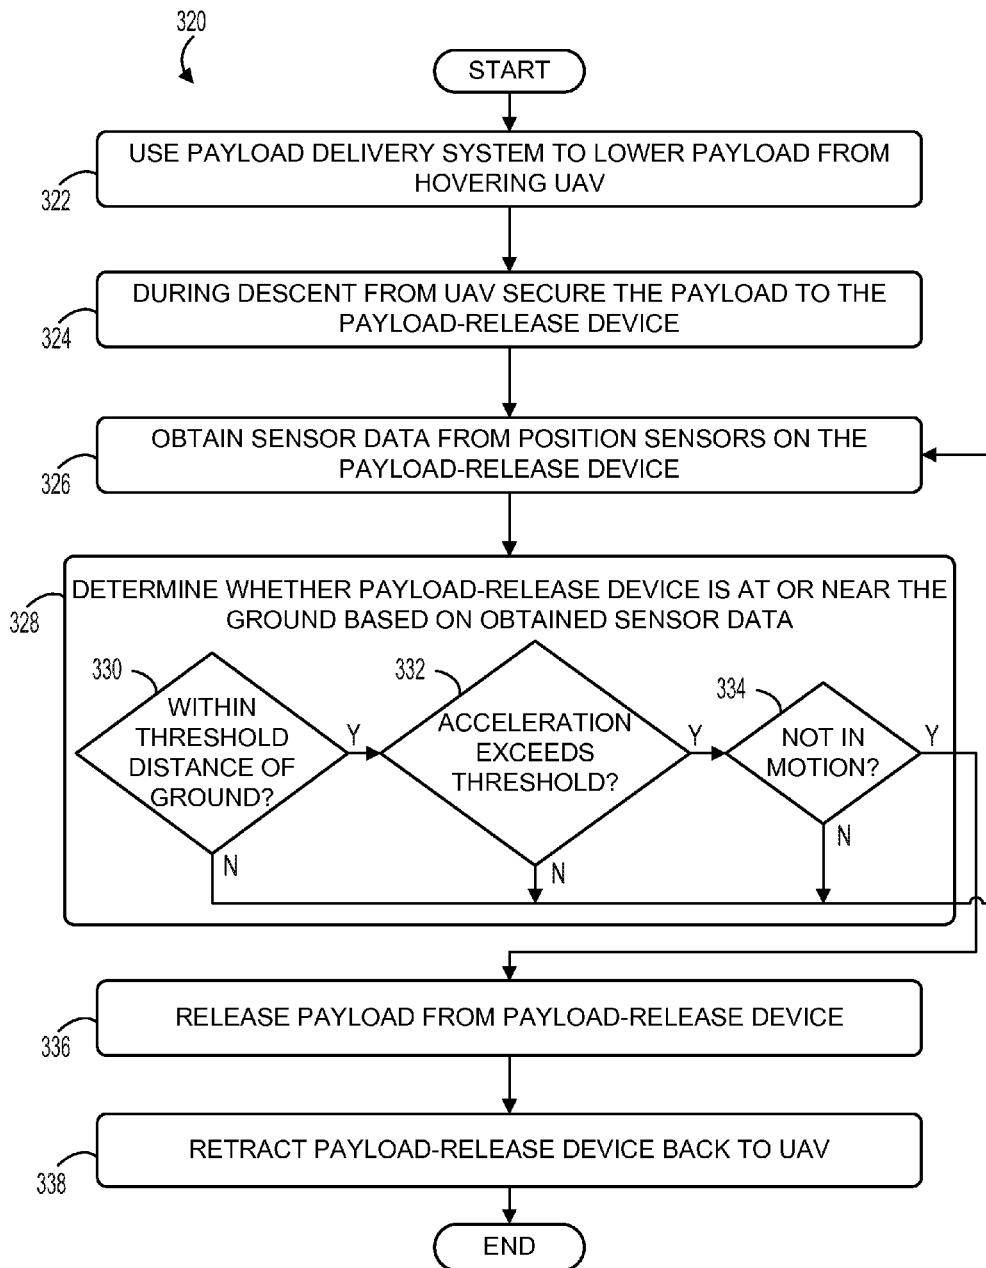 320
START
USE PAYLOAD DELIVERY SYSTEM TO LOWER PAYLOAD FROM
HOVERING UAV
322
DURING DESCENT FROM UAV SECURE THE PAYLOAD TO THE
PAYLOAD-RELEASE DEVICE
324
OBTAIN SENSOR DATA FROM POSITION SENSORS ON THE
PAYLOAD-RELEASE DEVICE
326
DETERMINE WHETHER PAYLOAD-RELEASE DEVICE IS AT OR NEAR THE
GROUND BASED ON OBTAINED SENSOR DATA
328
330
WITHIN
THRESHOLD
DISTANCE OF
GROUND?
Y
N
332
ACCELERATION
EXCEEDS
THRESHOLD?
Y
N
334
NOT IN
MOTION?
Y
N
RELEASE PAYLOAD FROM PAYLOAD-RELEASE DEVICE
336
RETRACT PAYLOAD-RELEASE DEVICE BACK TO UAV
338
END